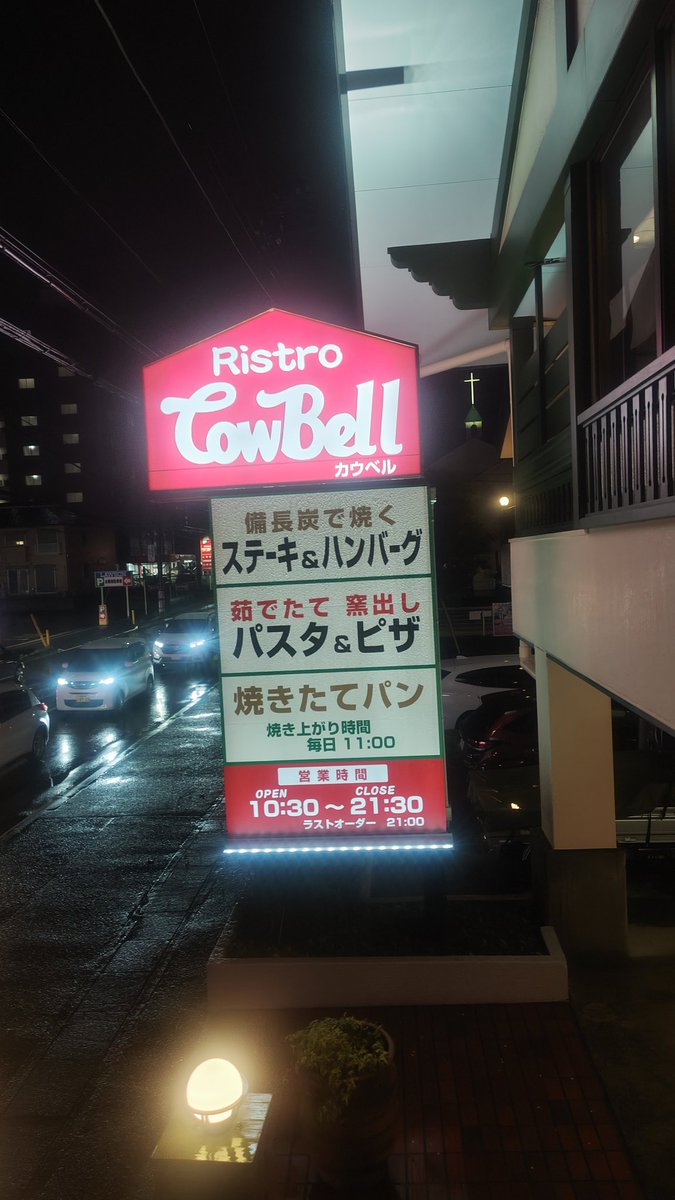 Ristro
CowBell
カウベル
備長炭で焼く
ステーキ&ハンバーグ
茹でたて 窯出し
パスタ&ピザ
焼きたてパン
焼き上がり時間
毎日 11:00
営業時間
OPEN CLOSE
10:30～21:30
ラストオーダー 21:00